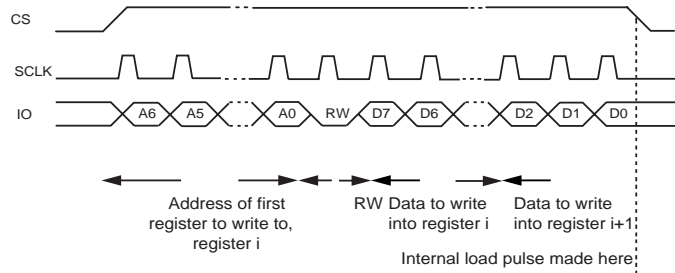 CS
SCLK
IO A6 A5 A0 RW D7 D6 D2 D1 D0
Address of first
register to write to,
register i
RW Data to write
into register i
Data to write
into register i+1
Internal load pulse made here